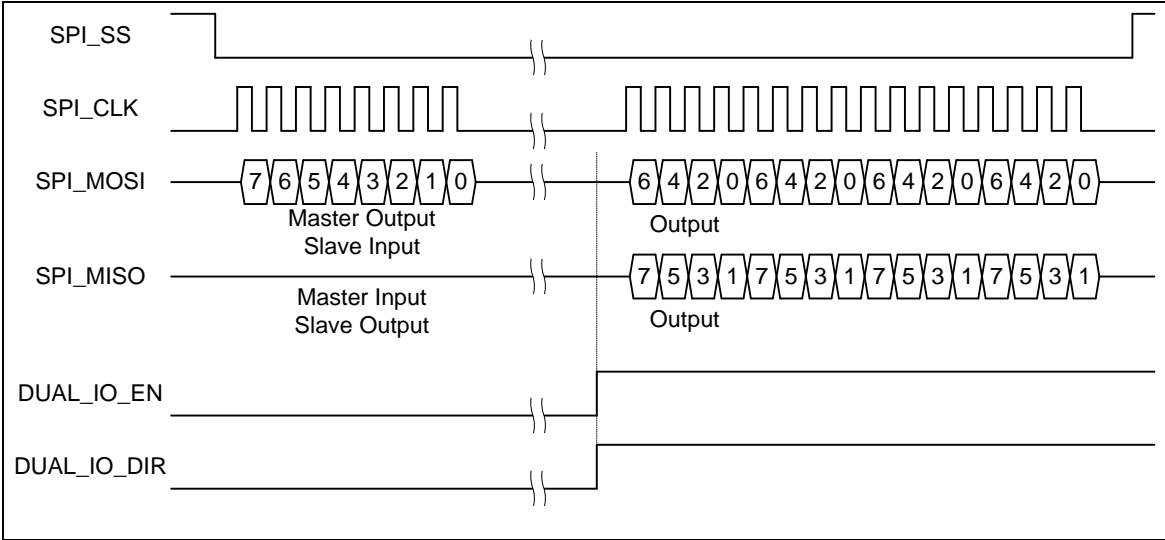 SPI_SS
SPI_CLK
SPI_MOSI 7 6 5 4 3 2 1 0 6 4 2 0 6 4 2 0 6 4 2 0 6 4 2 0
Master Output
Slave Input
Output
SPI_MISO 7 5 3 1 7 5 3 1 7 5 3 1 7 5 3 1
Master Input
Slave Output
Output
DUAL_IO_EN
DUAL_IO_DIR